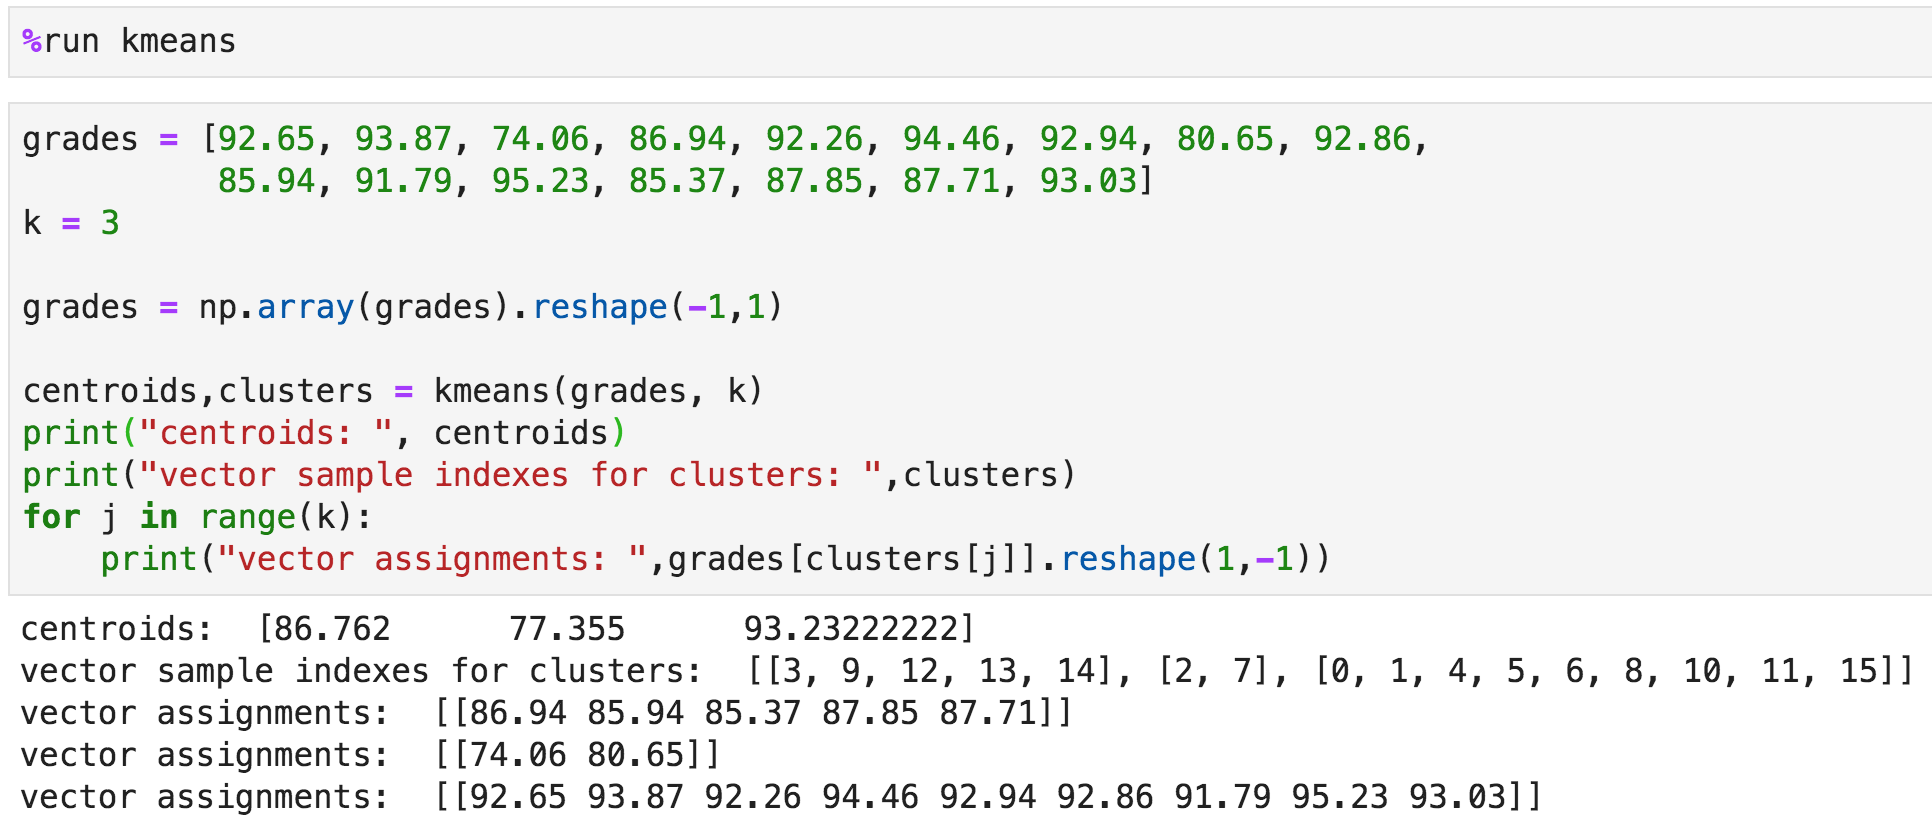 %run kmeans
grades = [92.65, 93.87, 74.06, 86.94, 92.26, 94.46, 92.94, 80.65, 92.86,
          85.94, 91.79, 95.23, 85.37, 87.85, 87.71, 93.03]
k = 3
grades = np.array(grades).reshape(-1,1)
centroids,clusters = kmeans(grades, k)
print("centroids: ", centroids)
print("vector sample indexes for clusters: ",clusters)
for j in range(k):
    print("vector assignments: ",grades[clusters[j]].reshape(1,-1))
centroids:  [86.762      77.355      93.23222222]
vector sample indexes for clusters:  [[3, 9, 12, 13, 14], [2, 7], [0, 1, 4, 5, 6, 8, 10, 11, 15]]
vector assignments:  [[86.94 85.94 85.37 87.85 87.71]]
vector assignments:  [[74.06 80.65]]
vector assignments:  [[92.65 93.87 92.26 94.46 92.94 92.86 91.79 95.23 93.03]]